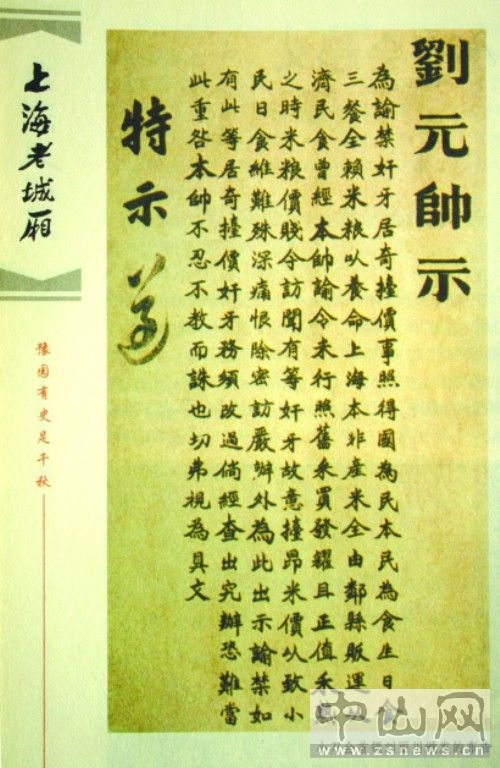 劉元帥示
為諭禁奸牙居奇擡價事照得國為民本民為食生日食
三餐全賴米粮以養命上海本非産米全由鄰縣販運以
濟民食曾經本帥諭令米行照舊采買發糶且正值
之時米粮價賤今訪聞有等奸牙故意擡昂米價以致小
民日食維難殊深痛恨除密訪嚴辦外為此出示諭禁如
有此等居奇擡價奸牙務須改過倘經查出究辦恐難當
此重咎本帥不忍不教而誅也切弗視為具文
特示遵
上海老城厢
豫园有史足千秋
中山网
www.zsnews.cn